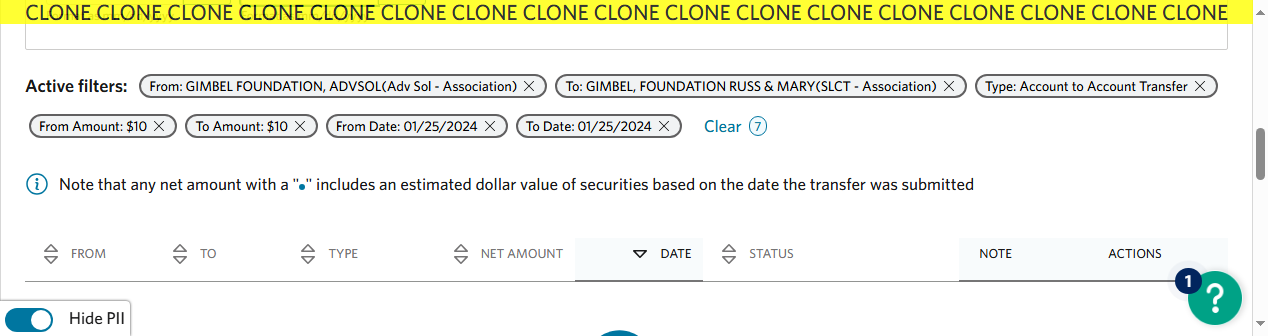 CLONE CLONE CLONE CLONE CLONE CLONE CLONE CLONE CLONE CLONE CLONE CLONE CLONE CLONE CLONE CLONE CLONE
Active filters: From: GIMBEL FOUNDATION, ADVSOL(Adv Sol - Association) To: GIMBEL, FOUNDATION RUSS & MARY(SLCT - Association) Type: Account to Account Transfer
From Amount: $10 To Amount: $10 From Date: 01/25/2024 To Date: 01/25/2024 Clear 7
Note that any net amount with a "•" includes an estimated dollar value of securities based on the date the transfer was submitted
FROM TO TYPE NET AMOUNT DATE STATUS NOTE ACTIONS
1
?
Hide PII